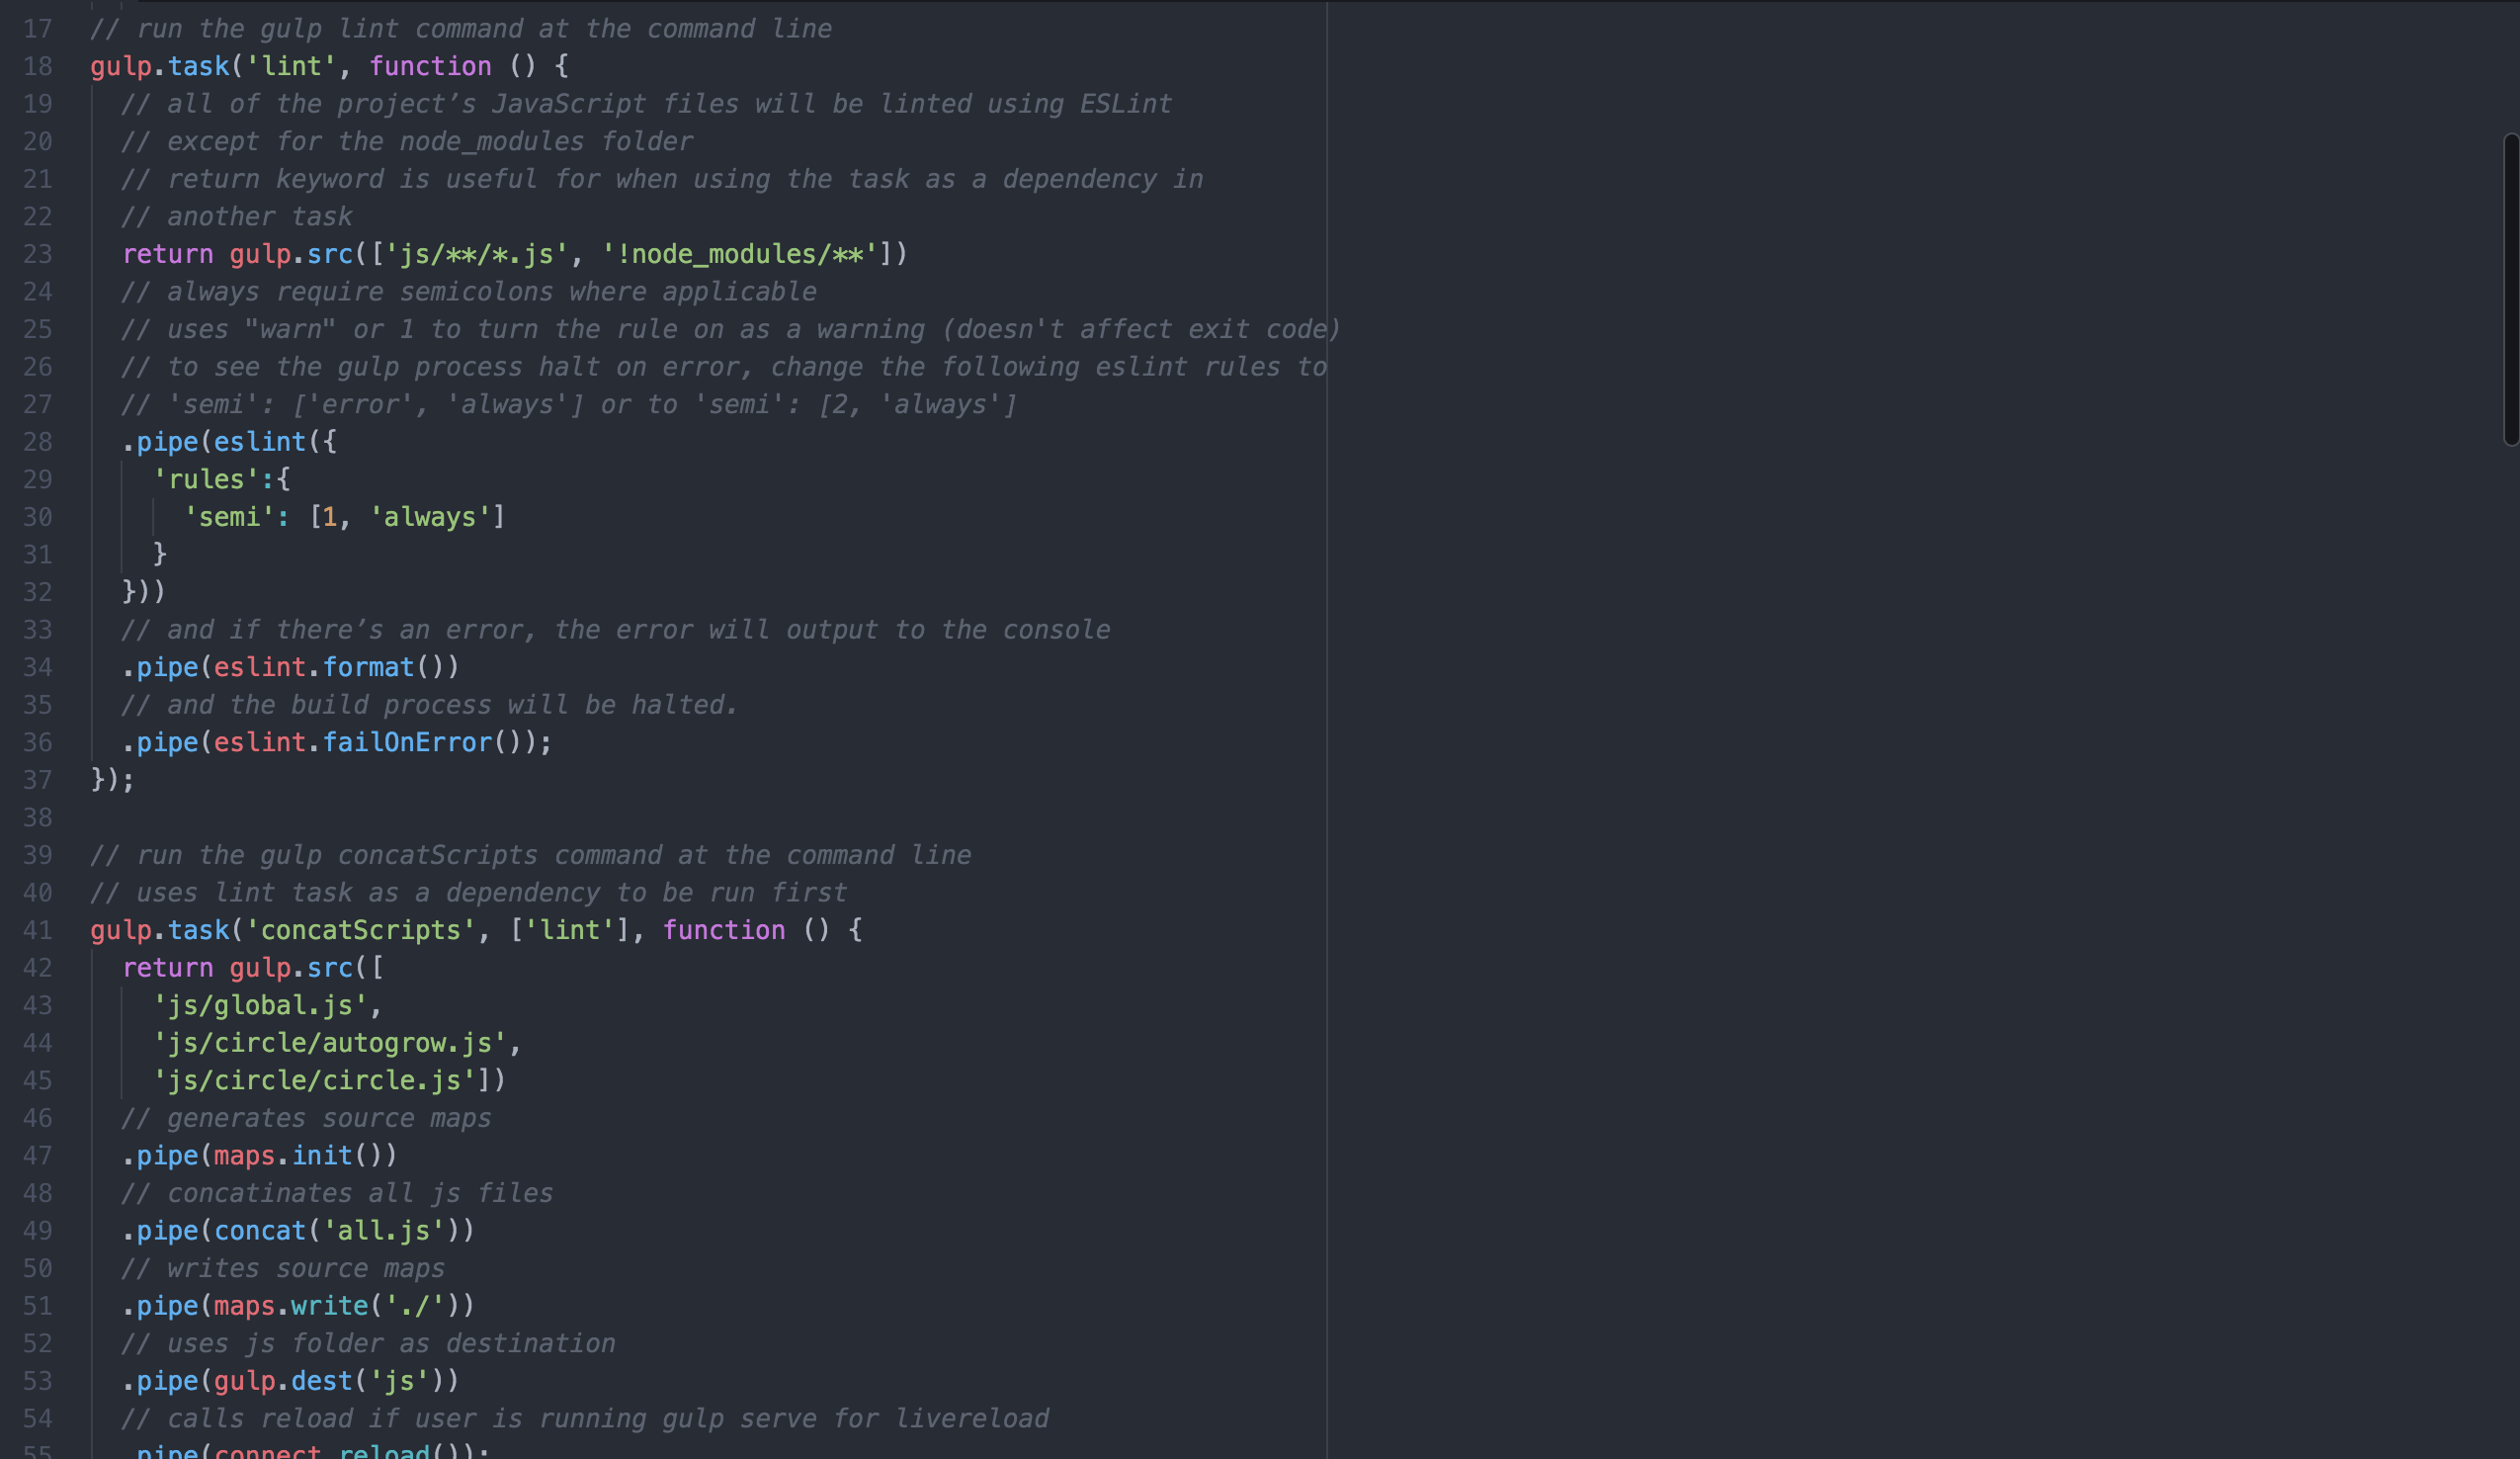 17 // run the gulp lint command at the command line
18 gulp.task('lint', function () {
19 // all of the project’s JavaScript files will be linted using ESLint
20 // except for the node_modules folder
21 // return keyword is useful for when using the task as a dependency in
22 // another task
23 return gulp.src(['js/**/*.js', '!node_modules/**'])
24 // always require semicolons where applicable
25 // uses "warn" or 1 to turn the rule on as a warning (doesn't affect exit code)
26 // to see the gulp process halt on error, change the following eslint rules to
27 // 'semi': ['error', 'always'] or to 'semi': [2, 'always']
28 .pipe(eslint({
29 'rules':{
30 'semi': [1, 'always']
31 }
32 }))
33 // and if there’s an error, the error will output to the console
34 .pipe(eslint.format())
35 // and the build process will be halted.
36 .pipe(eslint.failOnError());
37 });
38
39 // run the gulp concatScripts command at the command line
40 // uses lint task as a dependency to be run first
41 gulp.task('concatScripts', ['lint'], function () {
42 return gulp.src([
43 'js/global.js',
44 'js/circle/autogrow.js',
45 'js/circle/circle.js'])
46 // generates source maps
47 .pipe(maps.init())
48 // concatinates all js files
49 .pipe(concat('all.js'))
50 // writes source maps
51 .pipe(maps.write('./'))
52 // uses js folder as destination
53 .pipe(gulp.dest('js'))
54 // calls reload if user is running gulp serve for livereload
55 .pipe(connect.reload());